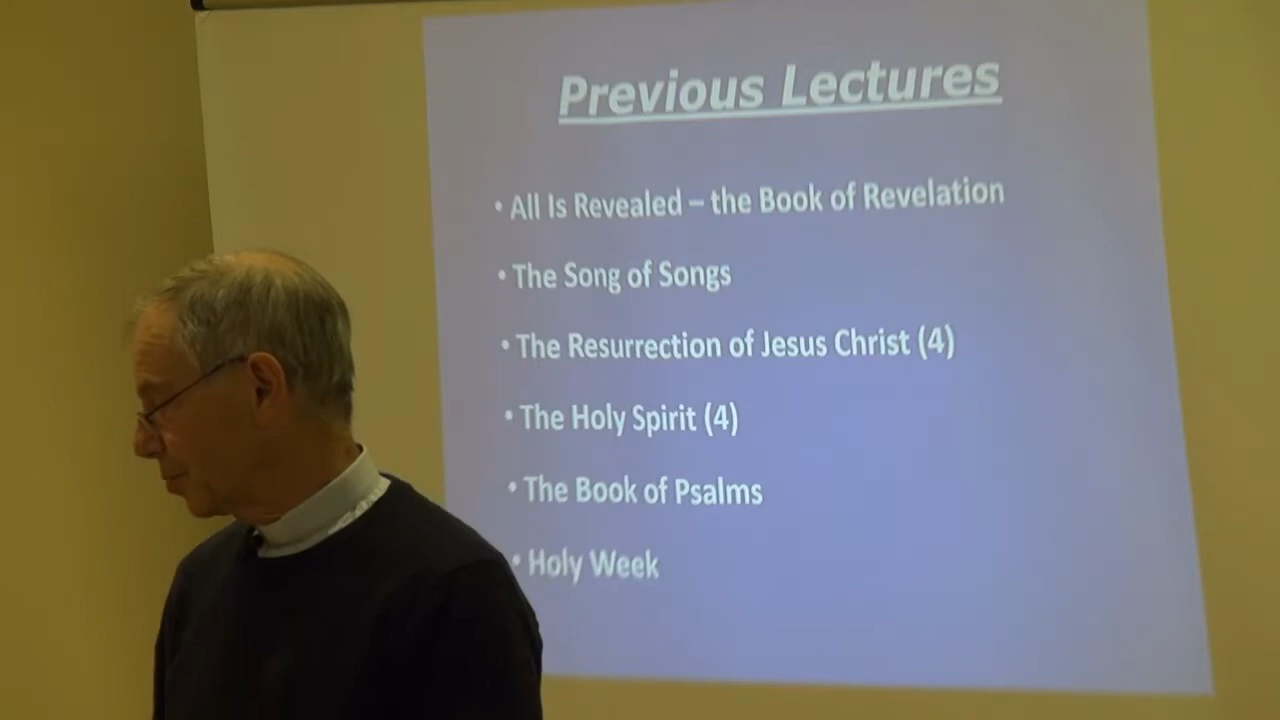 Previous Lectures
• All Is Revealed – the Book of Revelation
• The Song of Songs
• The Resurrection of Jesus Christ (4)
• The Holy Spirit (4)
• The Book of Psalms
• Holy Week